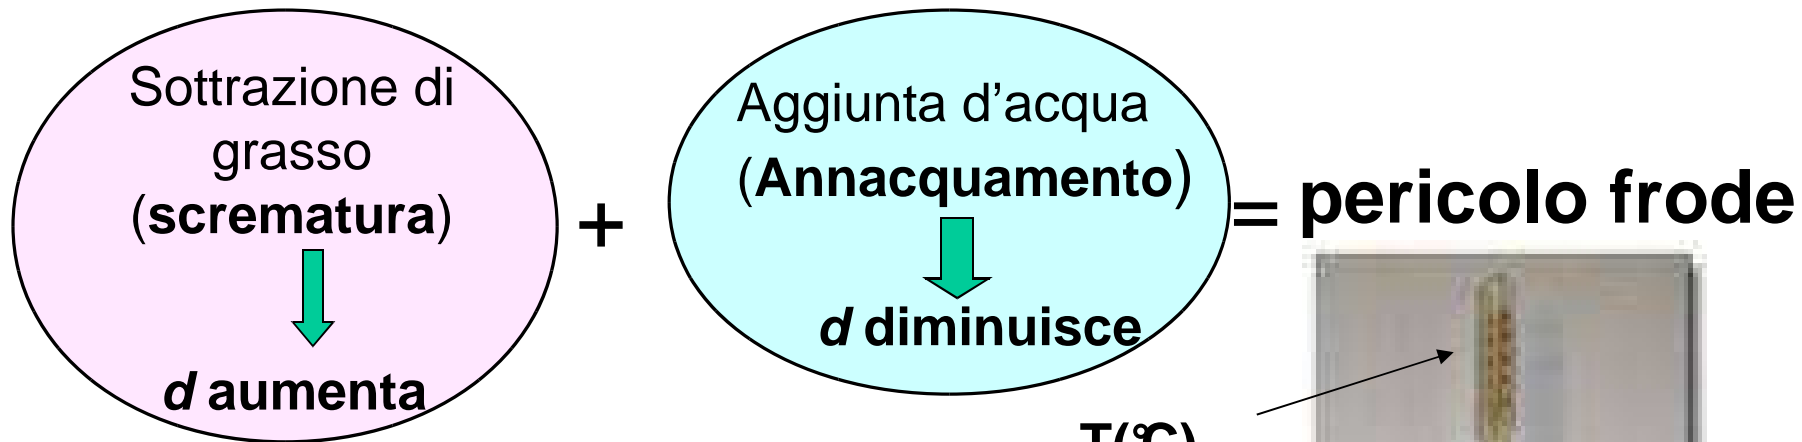 Sottrazione di
grasso
(scrematura)
d aumenta
+
Aggiunta d’acqua
(Annacquamento)
d diminuisce
= pericolo frode
T(°C)